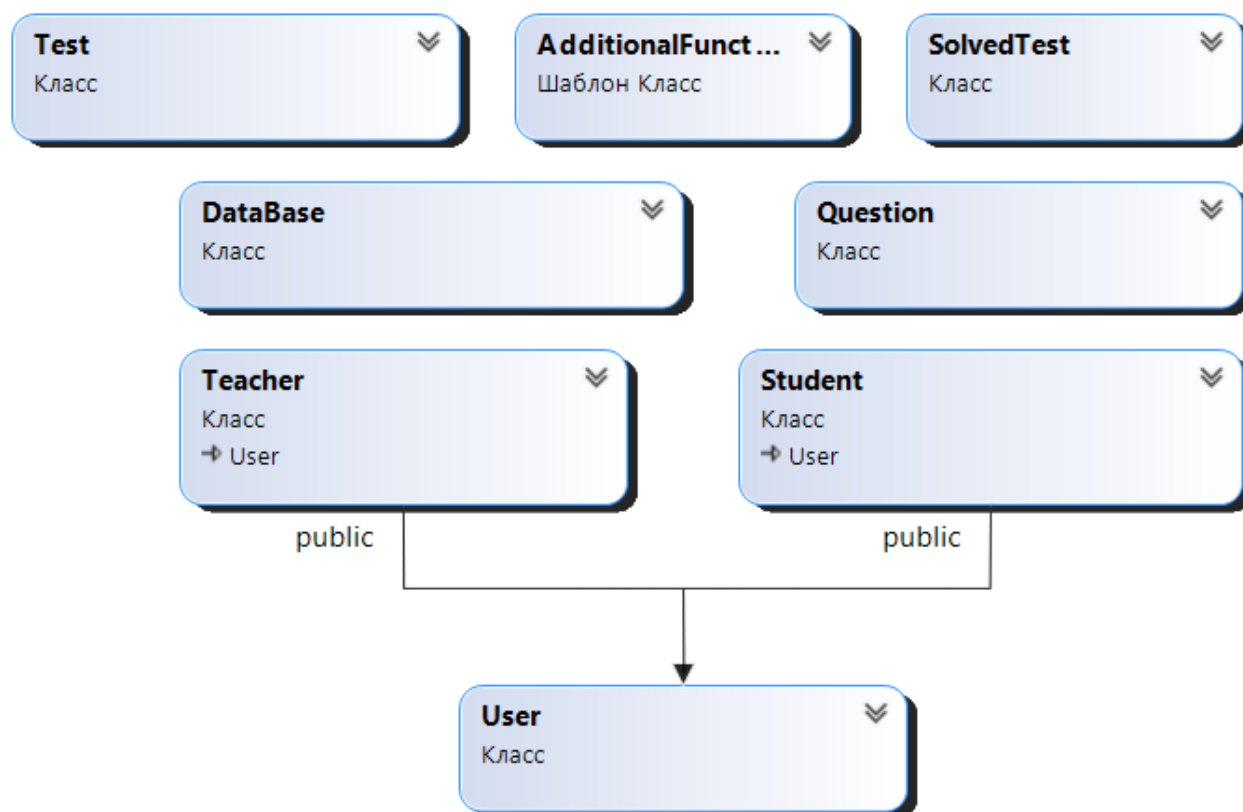 Test
Класс
AdditionalFunct...
Шаблон Класс
SolvedTest
Класс
DataBase
Класс
Question
Класс
Teacher
Класс
User
Student
Класс
User
public
public
User
Класс